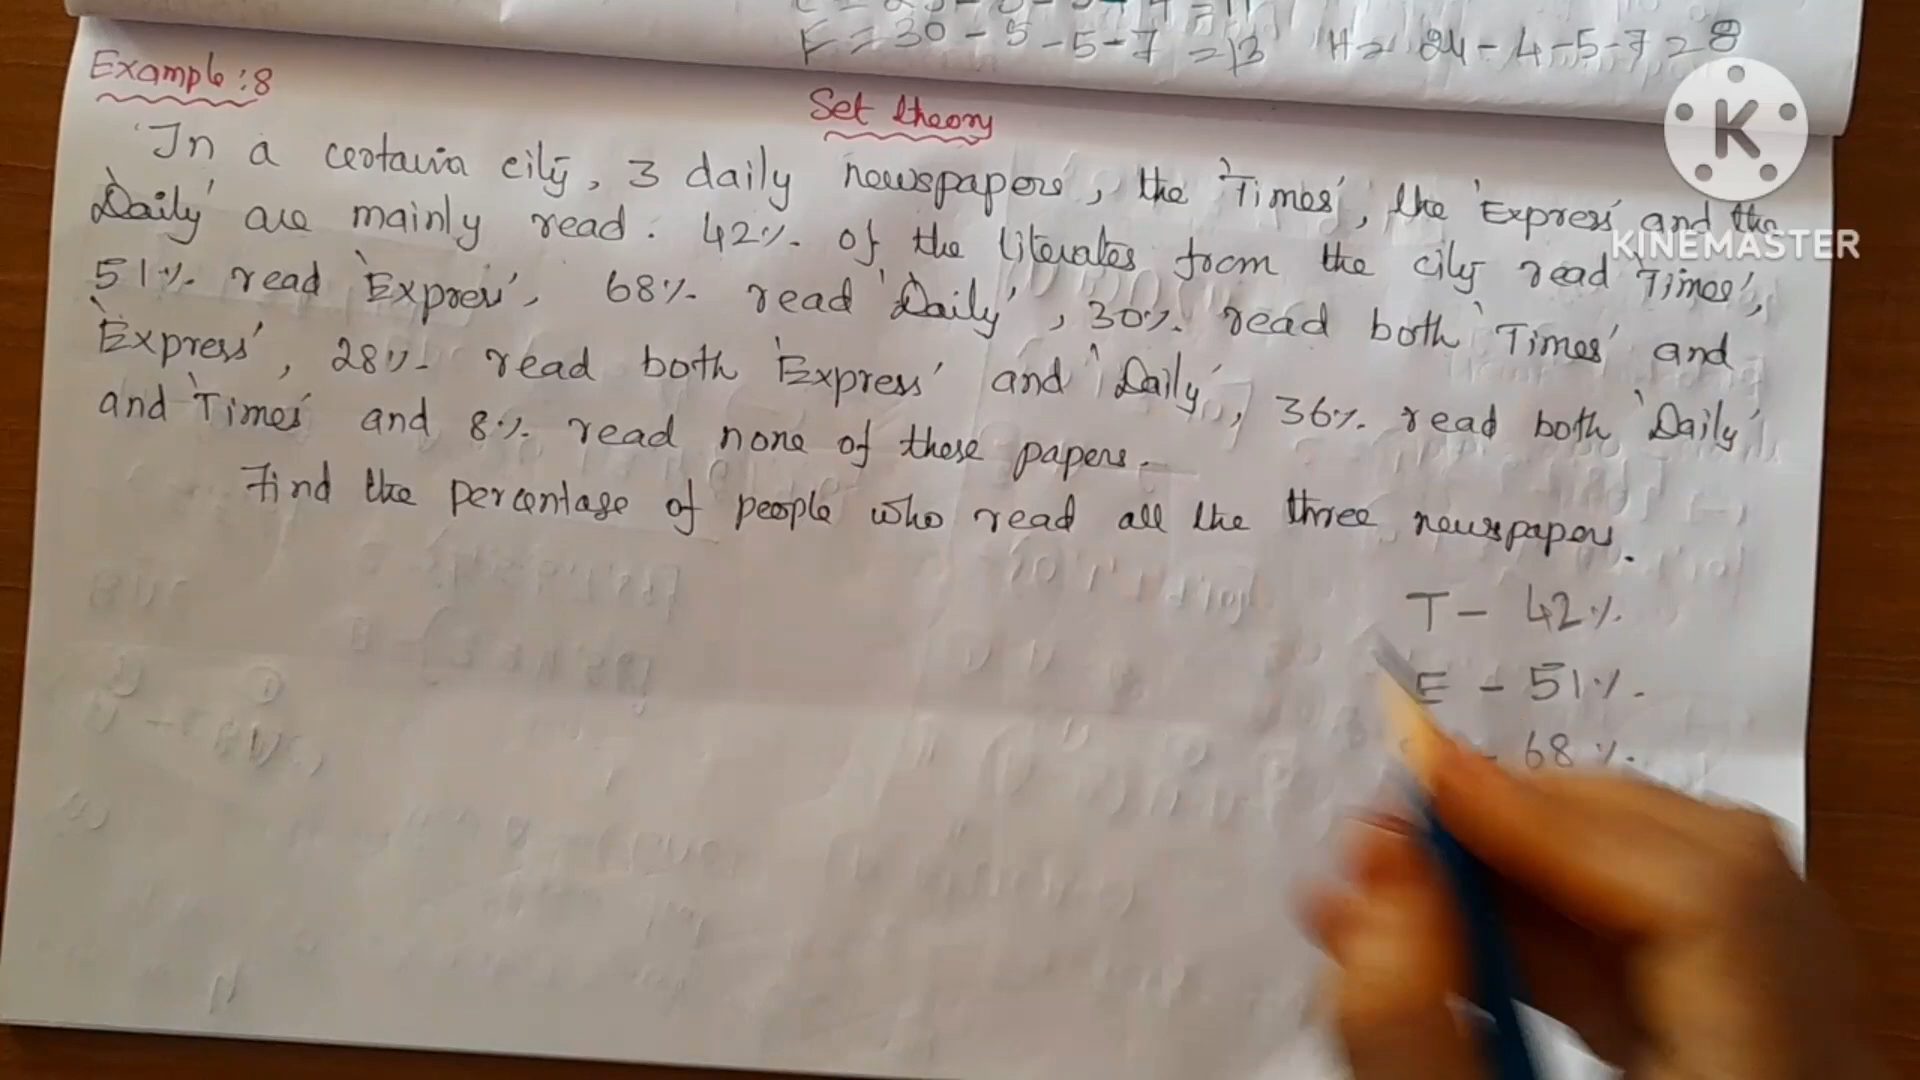 F = 30 - 5 - 5 - 7 = 13 H = 24 - 4 - 5 - 7 = 8
Example: 8
Set theory
In a certain city, 3 daily newspapers, the 'Times', the 'Express' and the
'Daily' are mainly read. 42% of the literates from the city read 'Times',
51% read 'Express', 68% read 'Daily', 30% read both 'Times' and
'Express', 28% read both 'Express' and 'Daily', 36% read both 'Daily'
and 'Times' and 8% read none of these papers.
Find the percentage of people who read all the three newspapers.
T - 42%
E - 51%
- 68%
K
KINEMASTER